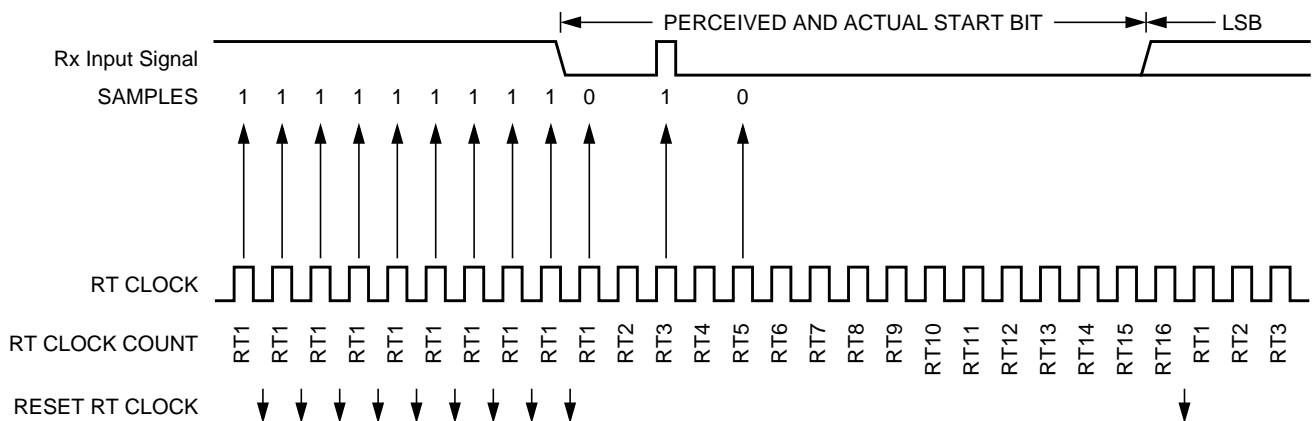 PERCEIVED AND ACTUAL START BIT LSB
Rx Input Signal
SAMPLES 1 1 1 1 1 1 1 1 1 0 1 0
RT CLOCK
RT CLOCK COUNT RT1 RT1 RT1 RT1 RT1 RT1 RT1 RT1 RT1 RT1 RT2 RT3 RT4 RT5 RT6 RT7 RT8 RT9 RT10 RT11 RT12 RT13 RT14 RT15 RT16 RT1 RT2 RT3
RESET RT CLOCK